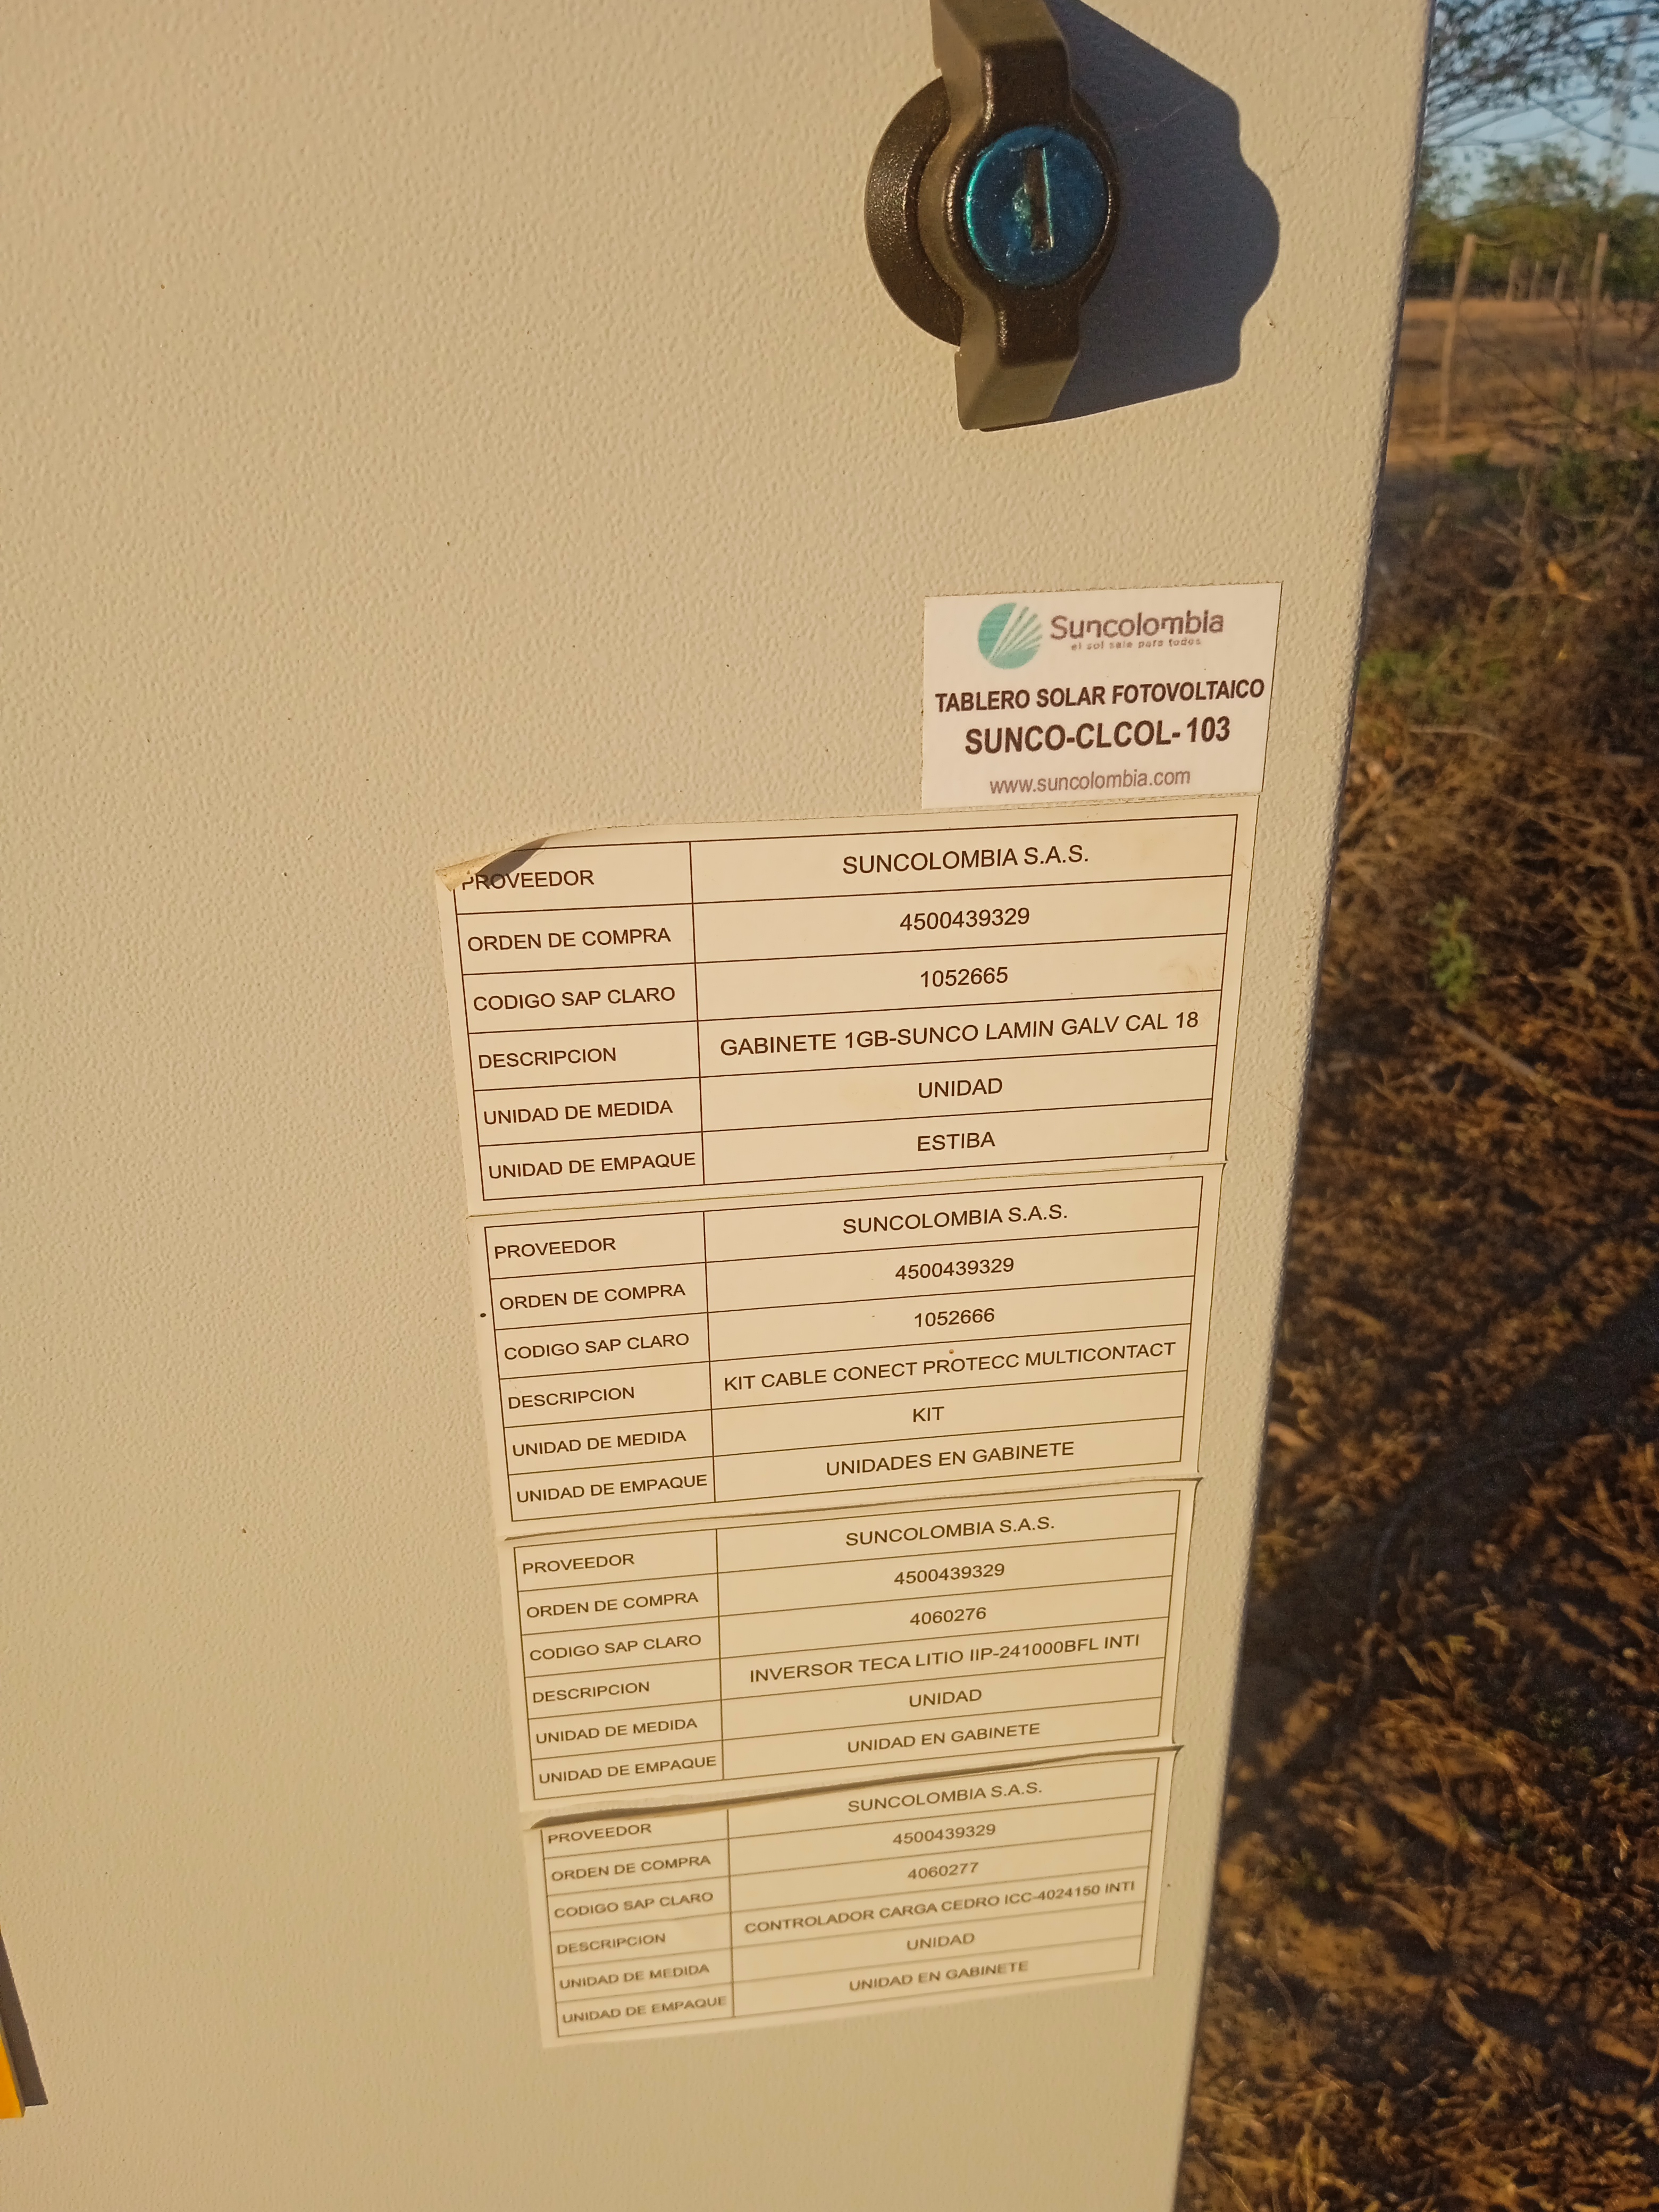 Suncolombia
el sol sale para todos
TABLERO SOLAR FOTOVOLTAICO
SUNCO-CLCOL-103
www.suncolombia.com
PROVEEDOR SUNCOLOMBIA S.A.S.
ORDEN DE COMPRA 4500439329
CODIGO SAP CLARO 1052665
DESCRIPCION GABINETE 1GB-SUNCO LAMIN GALV CAL 18
UNIDAD DE MEDIDA UNIDAD
UNIDAD DE EMPAQUE ESTIBA
PROVEEDOR SUNCOLOMBIA S.A.S.
ORDEN DE COMPRA 4500439329
CODIGO SAP CLARO 1052666
DESCRIPCION KIT CABLE CONECT PROTECC MULTICONTACT
UNIDAD DE MEDIDA KIT
UNIDAD DE EMPAQUE UNIDADES EN GABINETE
PROVEEDOR SUNCOLOMBIA S.A.S.
ORDEN DE COMPRA 4500439329
CODIGO SAP CLARO 4060276
DESCRIPCION INVERSOR TECA LITIO IIP-241000BFL INTI
UNIDAD DE MEDIDA UNIDAD
UNIDAD DE EMPAQUE UNIDAD EN GABINETE
PROVEEDOR SUNCOLOMBIA S.A.S.
ORDEN DE COMPRA 4500439329
CODIGO SAP CLARO 4060277
DESCRIPCION CONTROLADOR CARGA CEDRO ICC-4024150 INTI
UNIDAD DE MEDIDA UNIDAD
UNIDAD DE EMPAQUE UNIDAD EN GABINETE